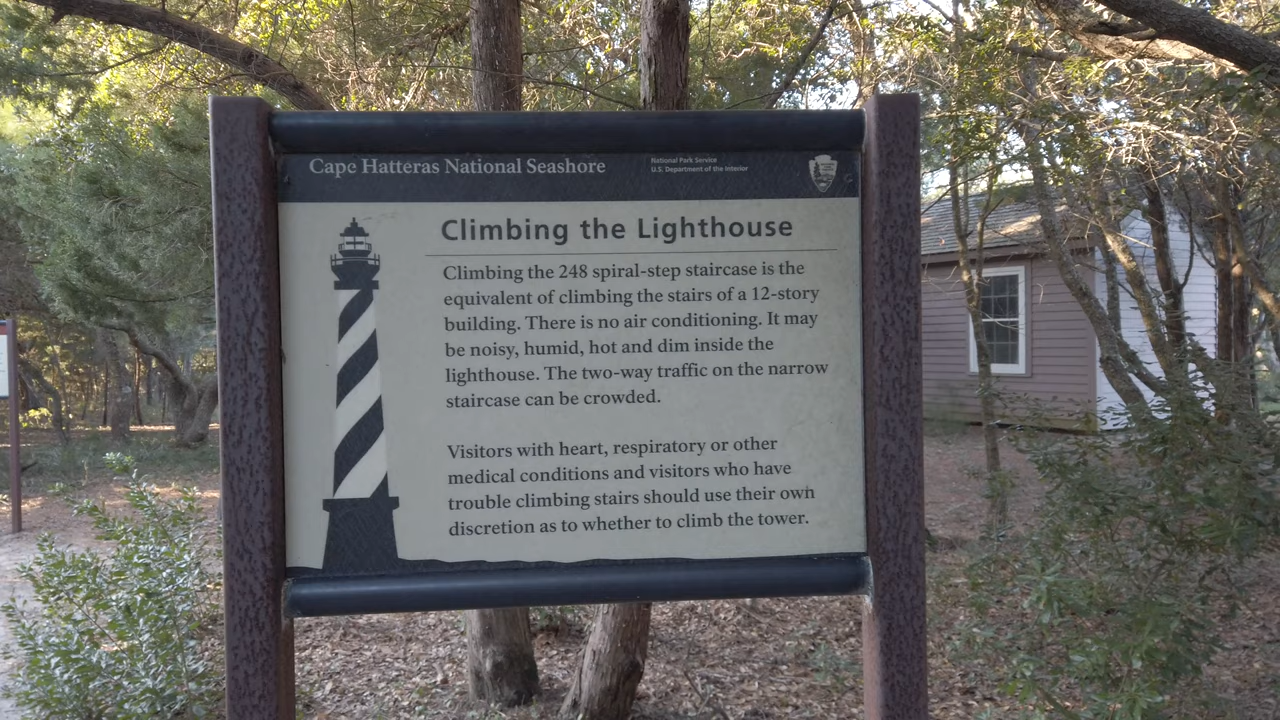 Cape Hatteras National Seashore
National Park Service
U.S. Department of the Interior
Climbing the Lighthouse
Climbing the 248 spiral-step staircase is the
equivalent of climbing the stairs of a 12-story
building. There is no air conditioning. It may
be noisy, humid, hot and dim inside the
lighthouse. The two-way traffic on the narrow
staircase can be crowded.
Visitors with heart, respiratory or other
medical conditions and visitors who have
trouble climbing stairs should use their own
discretion as to whether to climb the tower.